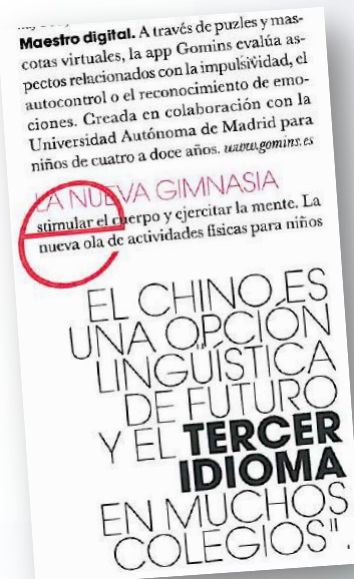 Maestro digital. A través de puzles y mas-
cotas virtuales, la app Gomins evalúa as-
pectos relacionados con la impulsividad, el
autocontrol o el reconocimiento de emo-
ciones. Creada en colaboración con la
Universidad Autónoma de Madrid para
niños de cuatro a doce años. www.gomins.es
LA NUEVA GIMNASIA
estimular el cuerpo y ejercitar la mente. La
nueva ola de actividades físicas para niños
EL CHINO ES
UNA OPCIÓN
LINGÜÍSTICA
DE FUTURO
Y EL TERCER
IDIOMA
EN MUCHOS
COLEGIOS"